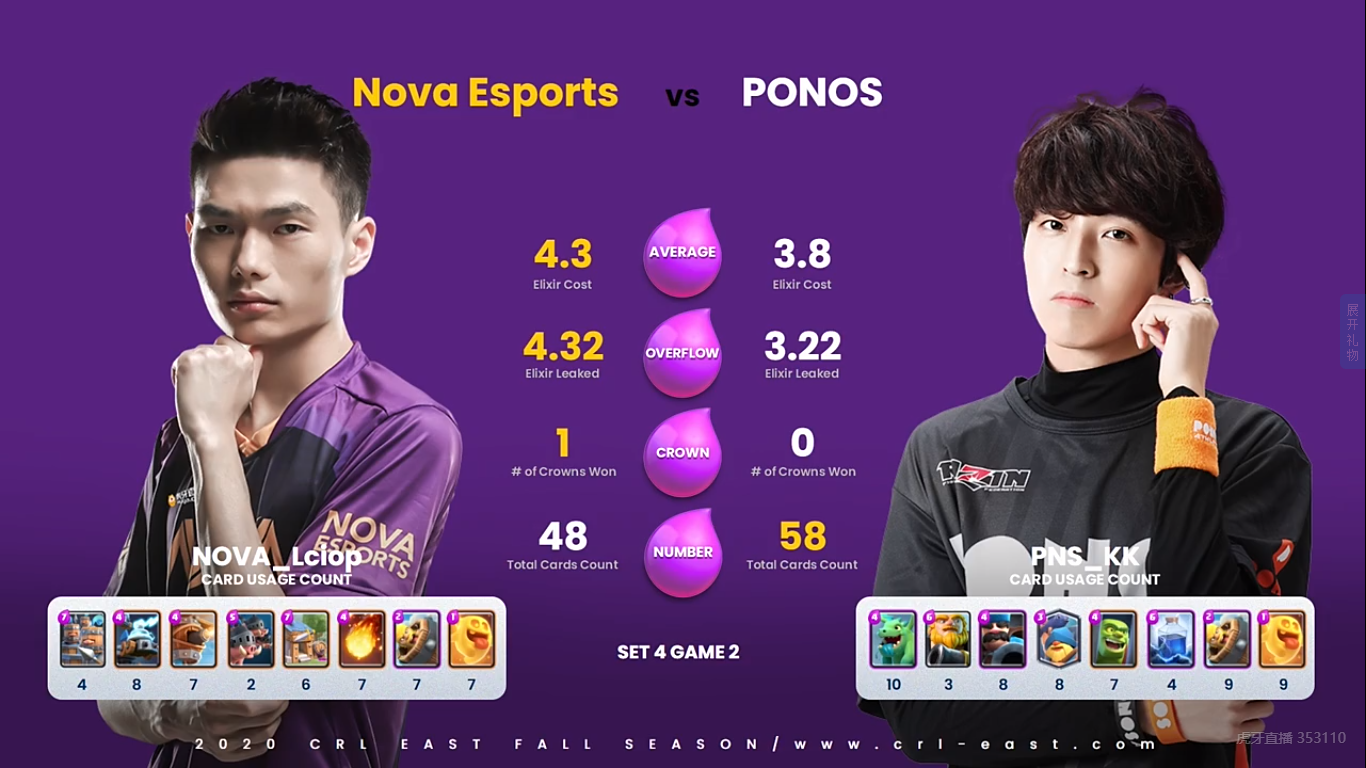 Nova Esports vs PONOS
4.3 AVERAGE 3.8
Elixir Cost Elixir Cost
4.32 OVERFLOW 3.22
Elixir Leaked Elixir Leaked
1 CROWN 0
# of Crowns Won # of Crowns Won
48 NUMBER 58
Total Cards Count Total Cards Count
NOVA
ESPORTS
NOVA_Lciop
CARD USAGE COUNT
PNS_KK
CARD USAGE COUNT
7 4 4 5 7 4 2 1
4 8 7 2 6 7 7 7
4 6 4 3 4 6 2 1
10 3 8 8 7 4 9 9
SET 4 GAME 2
2020 CRL EAST FALL SEASON/www.crl-east.com
展开礼物
虎牙直播 353110